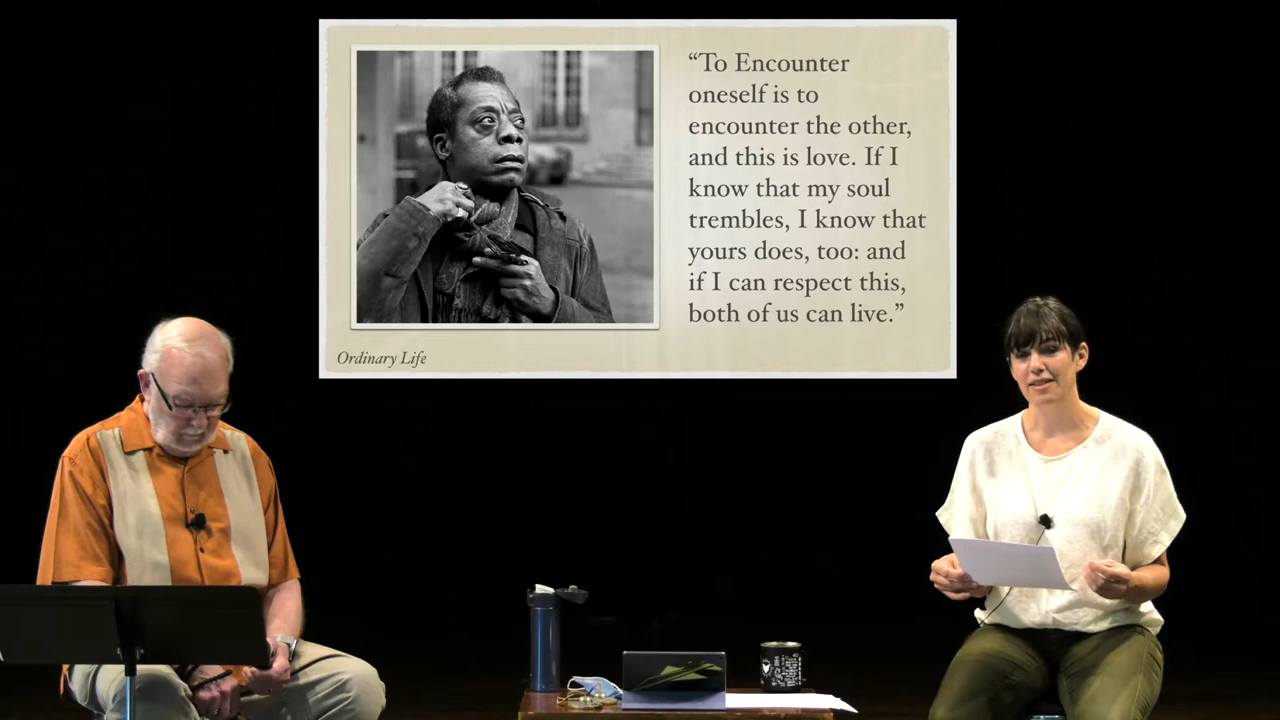 “To Encounter
oneself is to
encounter the other,
and this is love. If I
know that my soul
trembles, I know that
yours does, too: and
if I can respect this,
both of us can live.”
Ordinary Life